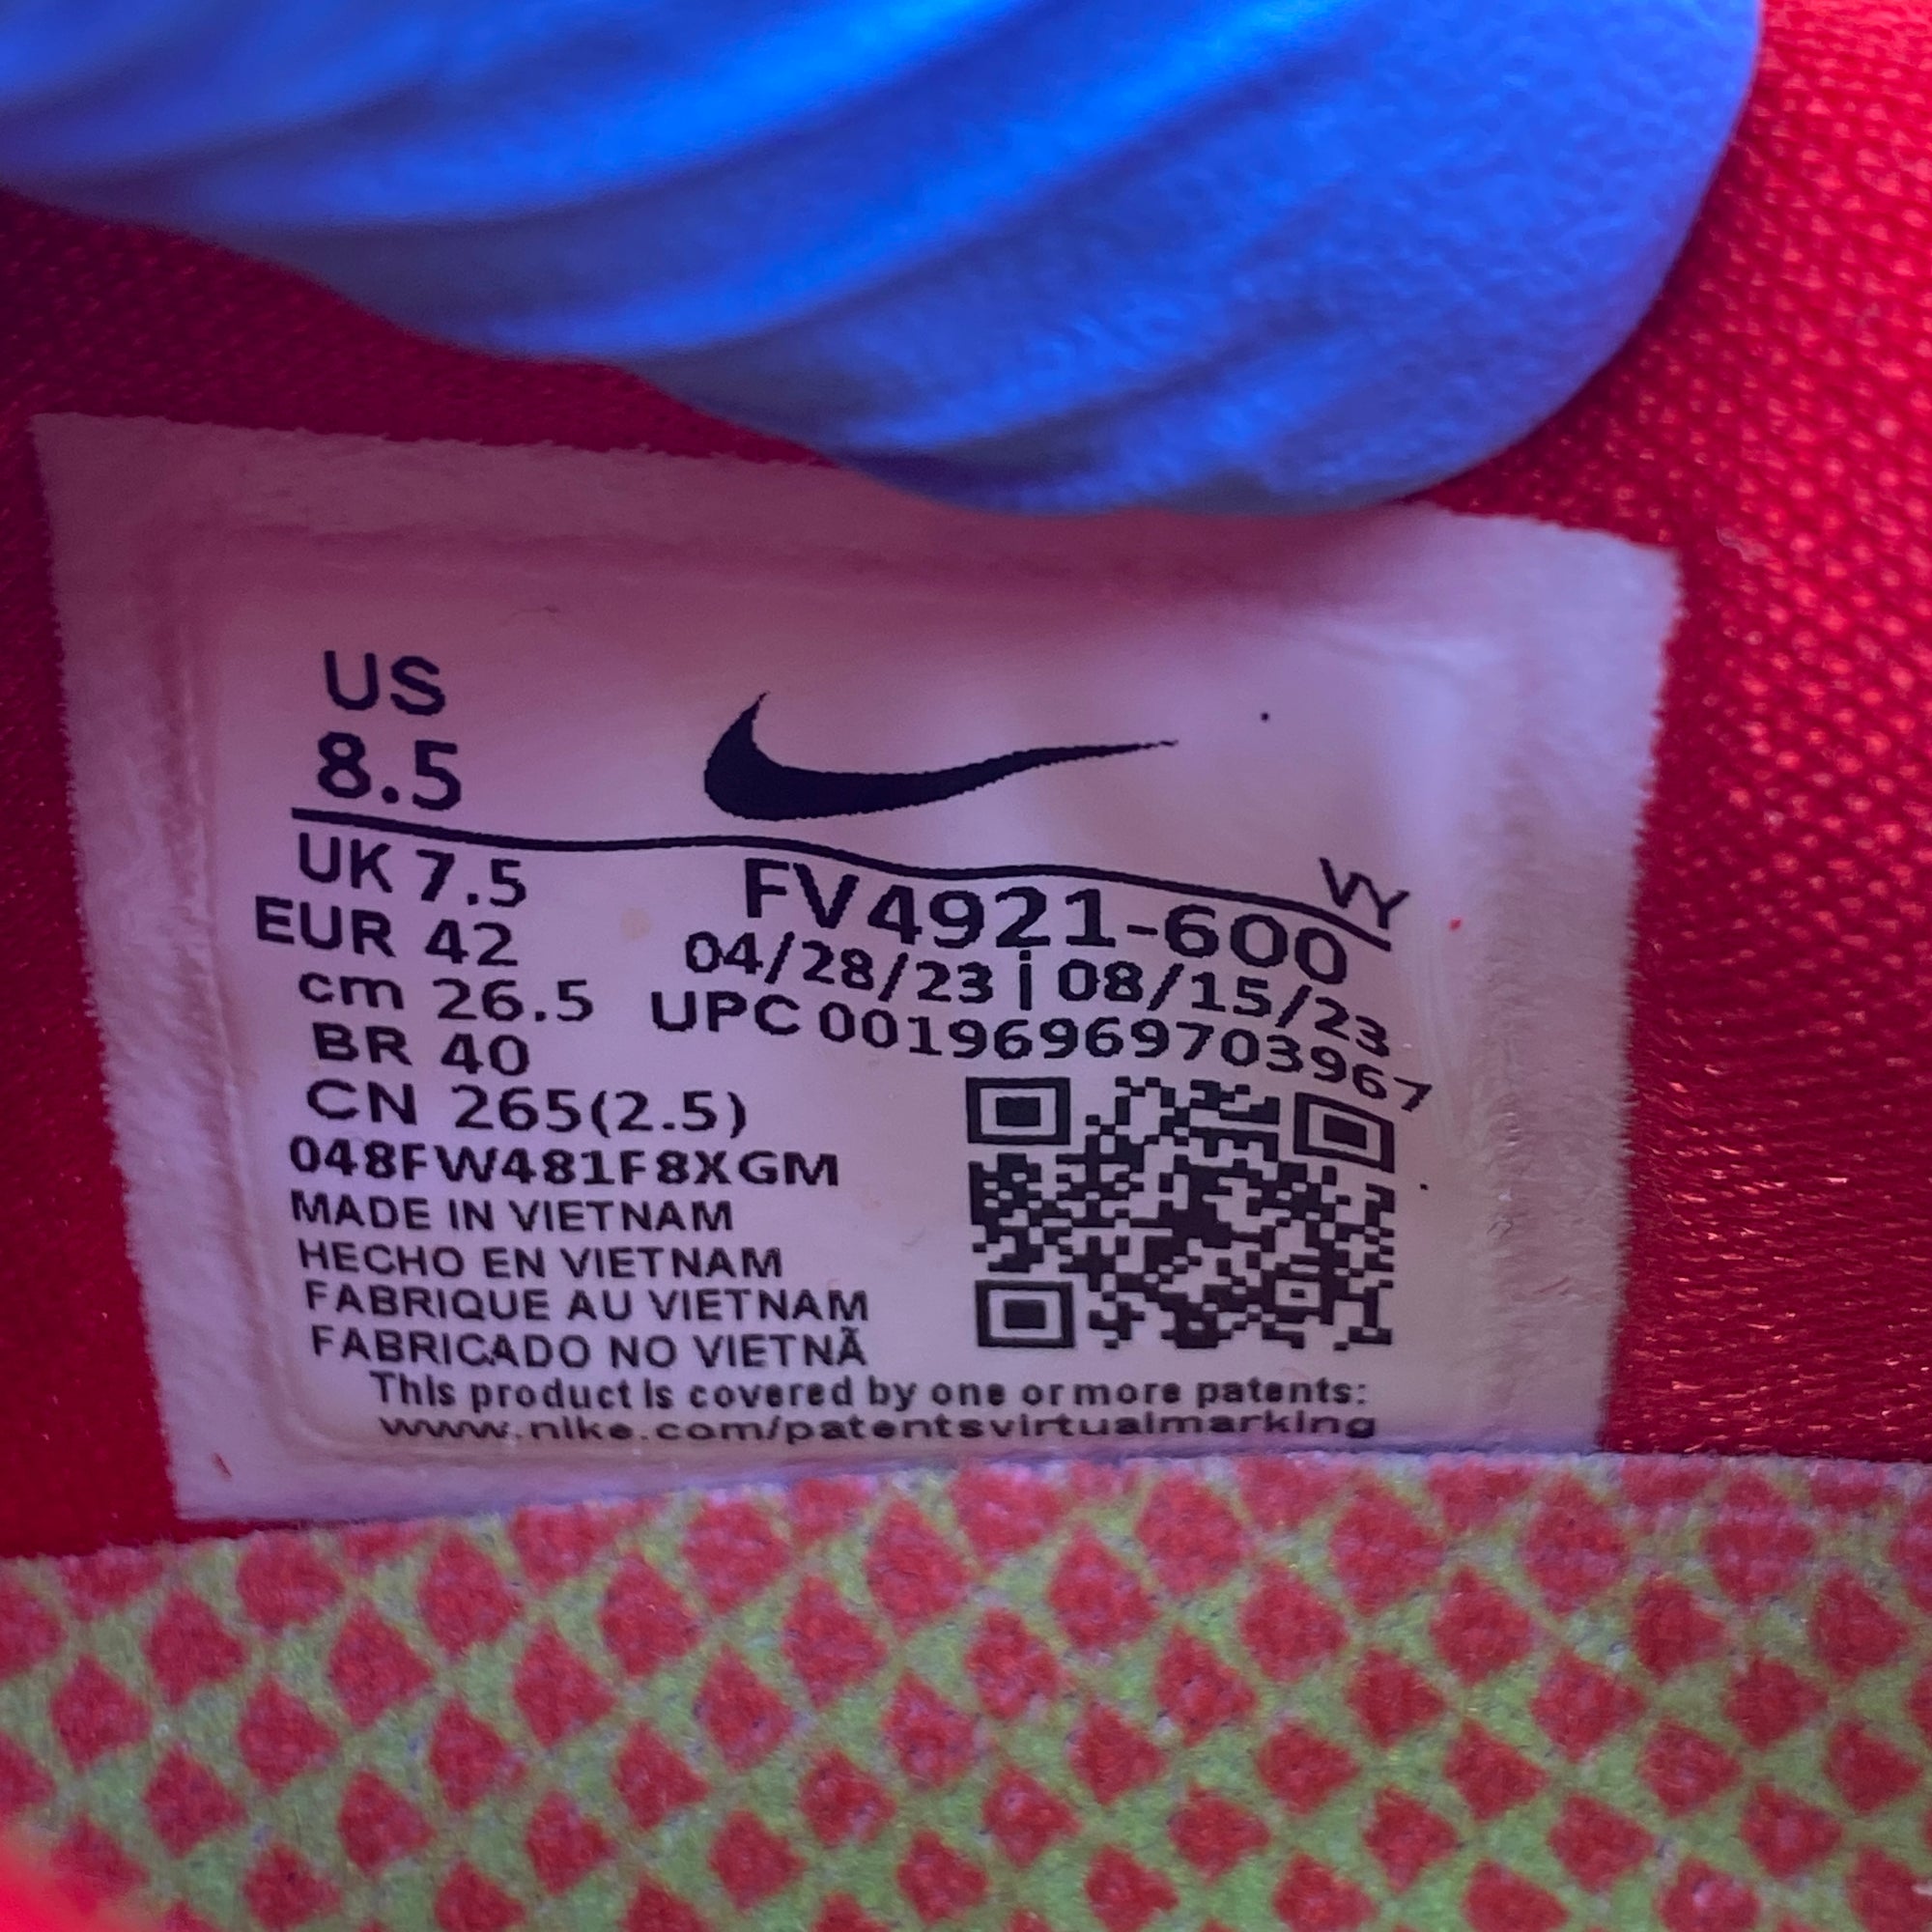 US
8.5
VY
UK 7.5
EUR 42
cm 26.5
BR 40
CN 265(2.5)
FV4921-600
04/28/23 | 08/15/23
UPC 00196969703967
048FW481F8XGM
MADE IN VIETNAM
HECHO EN VIETNAM
FABRIQUE AU VIETNAM
FABRICADO NO VIETNÃ
This product is covered by one or more patents:
www.nike.com/patentsvirtualmarking